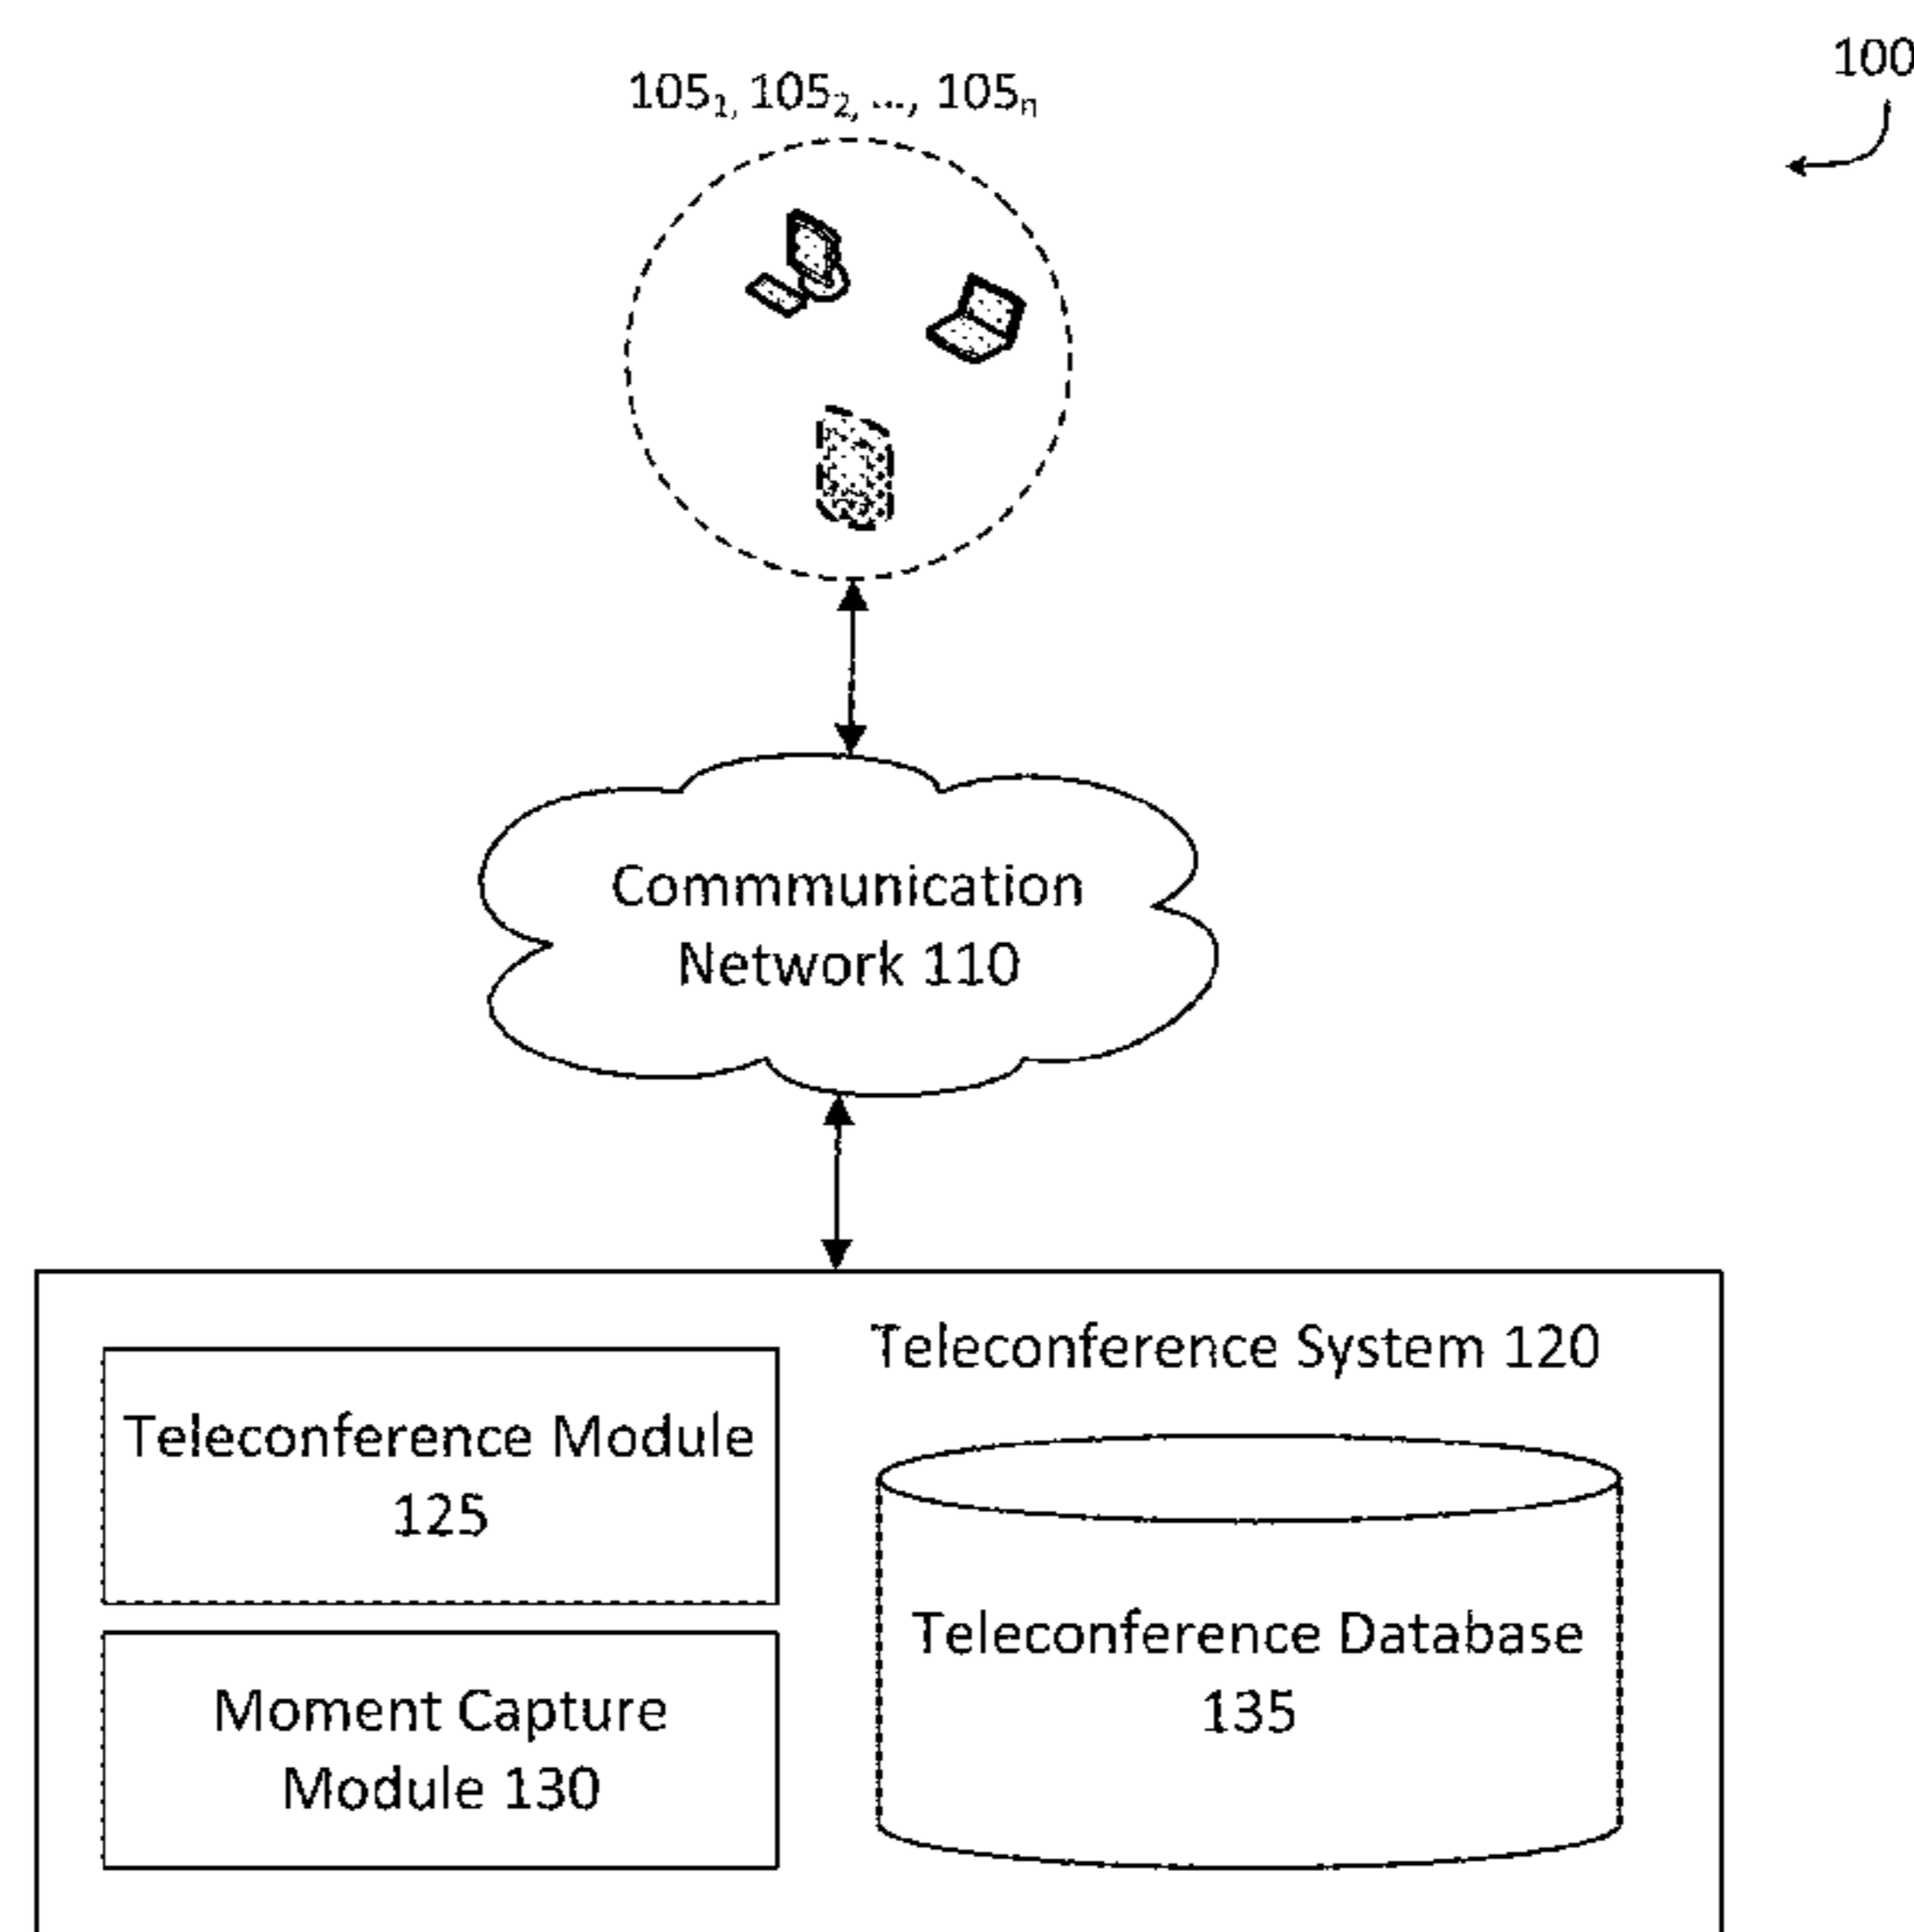 100
105₁, 105₂, ..., 105ₙ
Commmunication
Network 110
Teleconference System 120
Teleconference Module
125
Teleconference Database
135
Moment Capture
Module 130